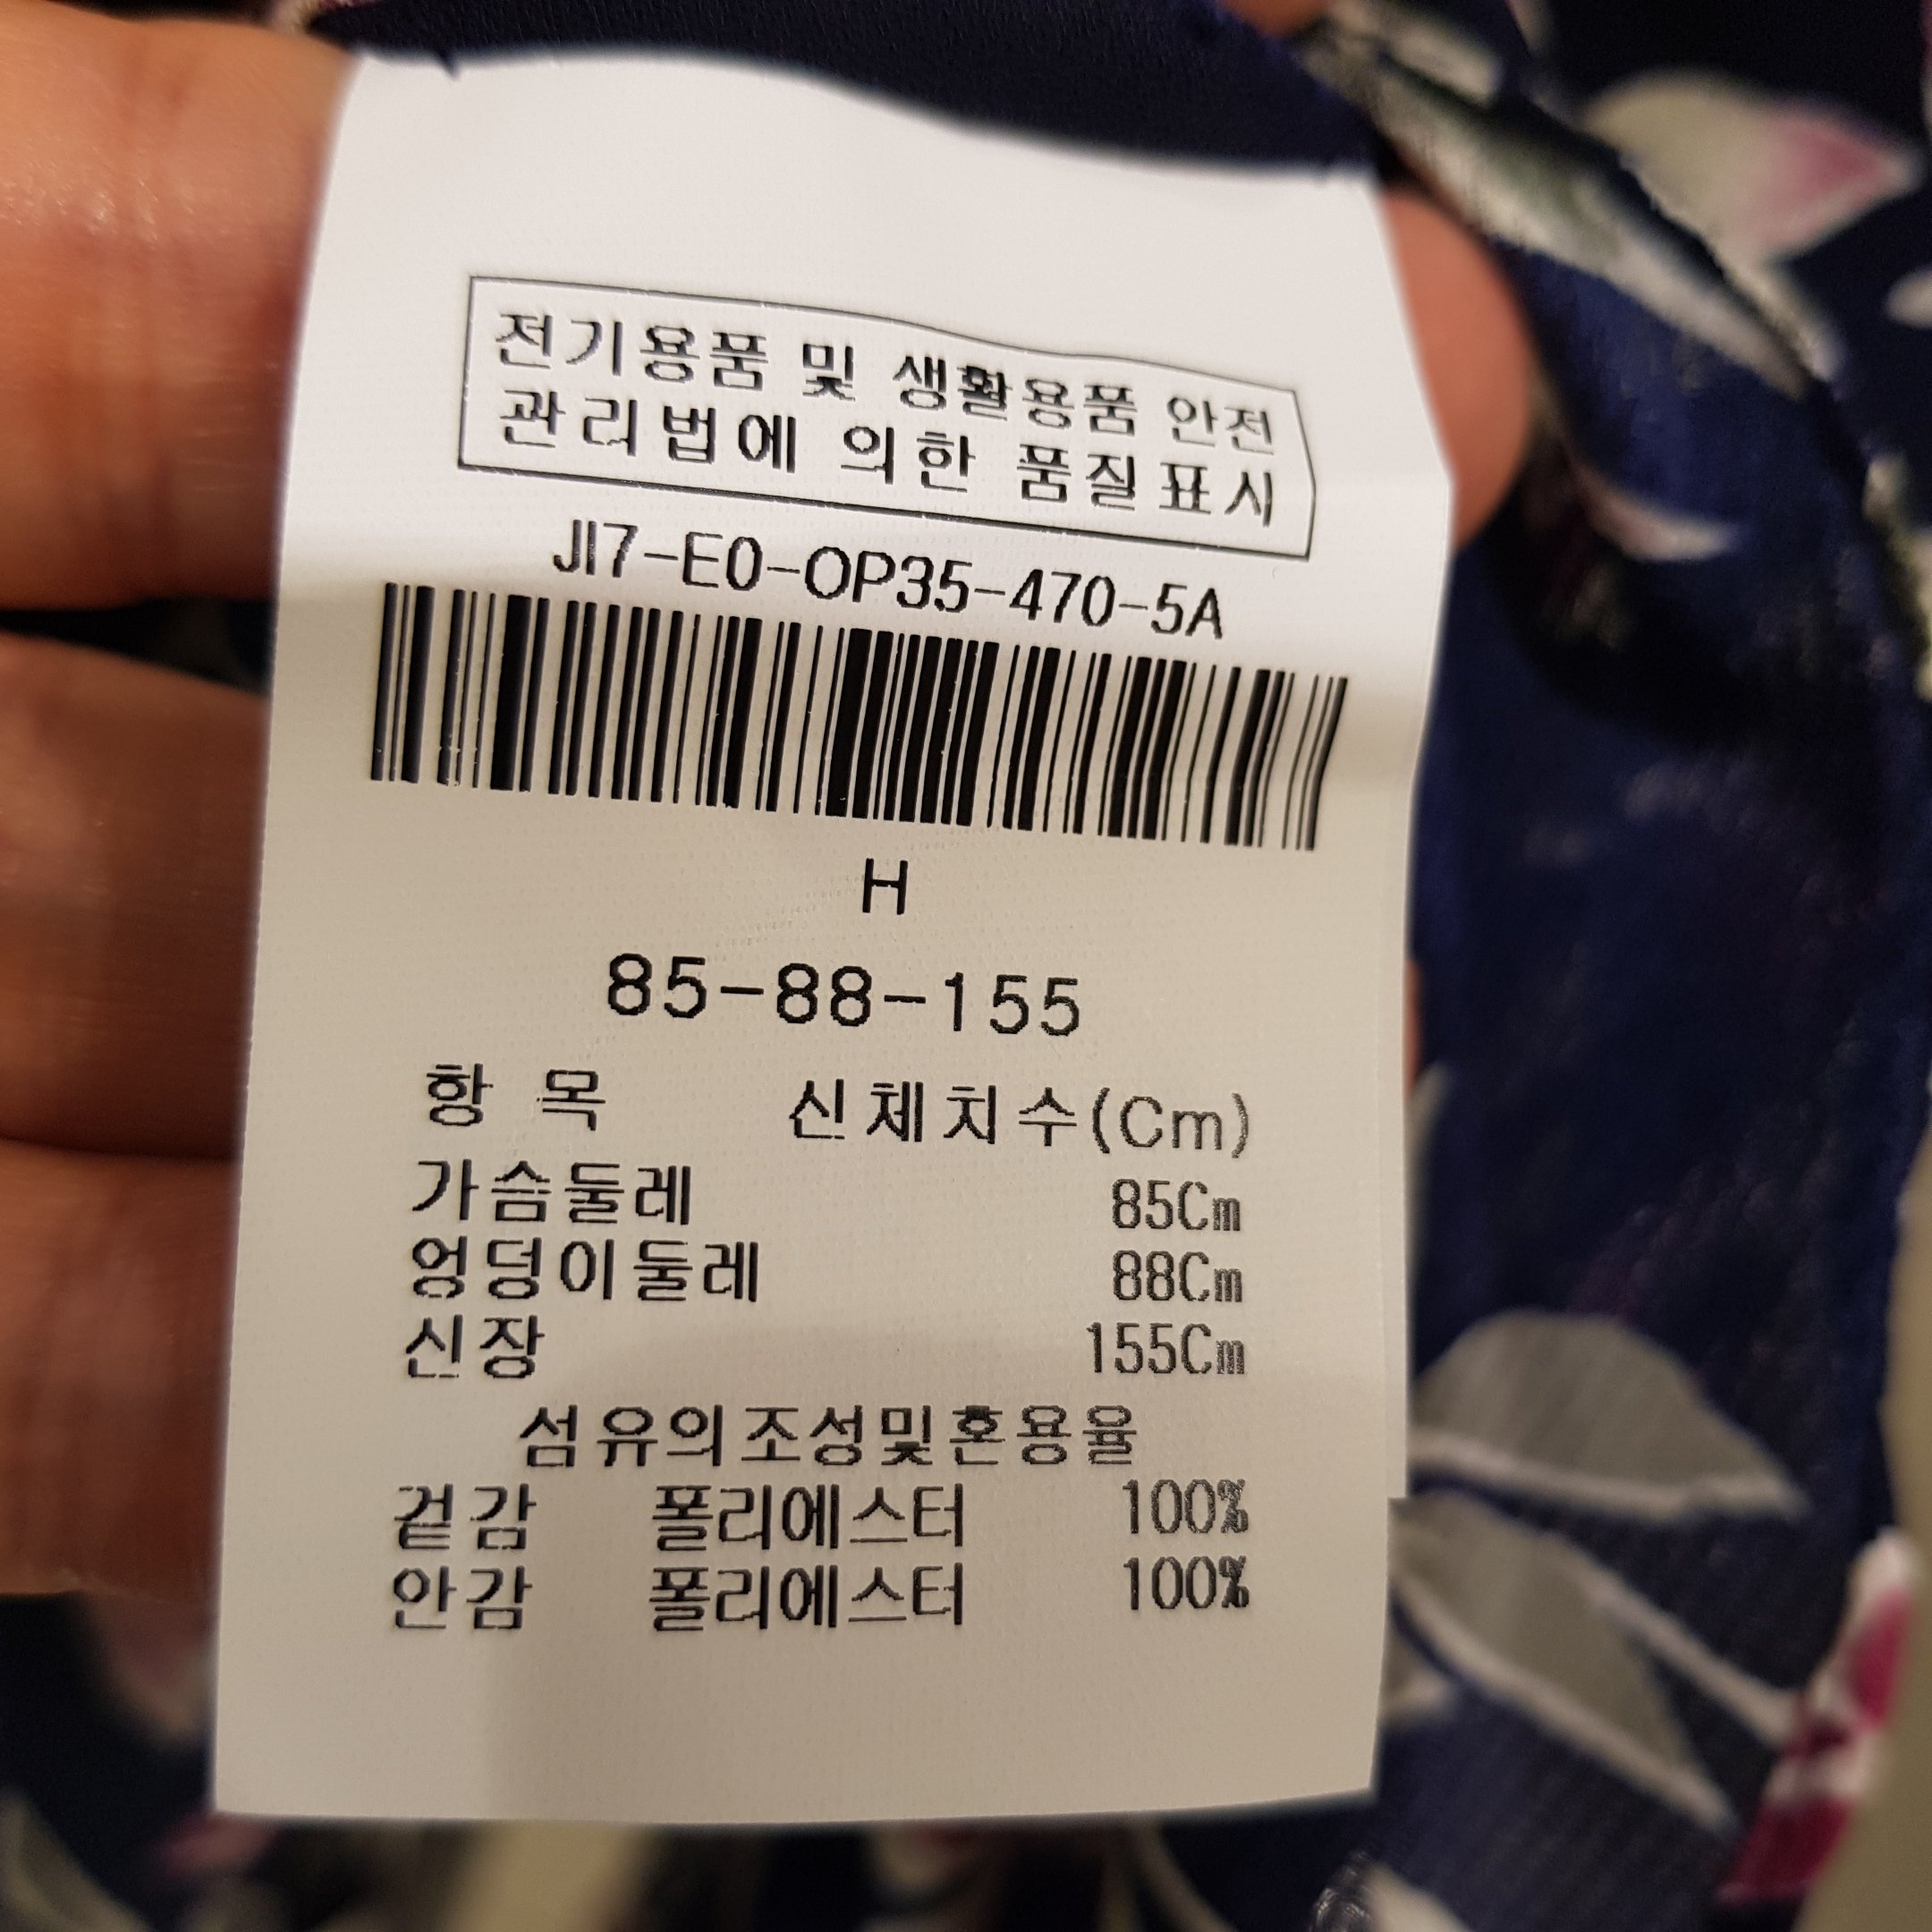 전기용품 및 생활용품 안전
관리법에 의한 품질표시
JI7-E0-OP35-470-5A
H
85-88-155
항 목 신체치수(Cm)
가슴둘레 85Cm
엉덩이둘레 88Cm
신장 155Cm
섬유의조성및혼용율
겉감 폴리에스터 100%
안감 폴리에스터 100%